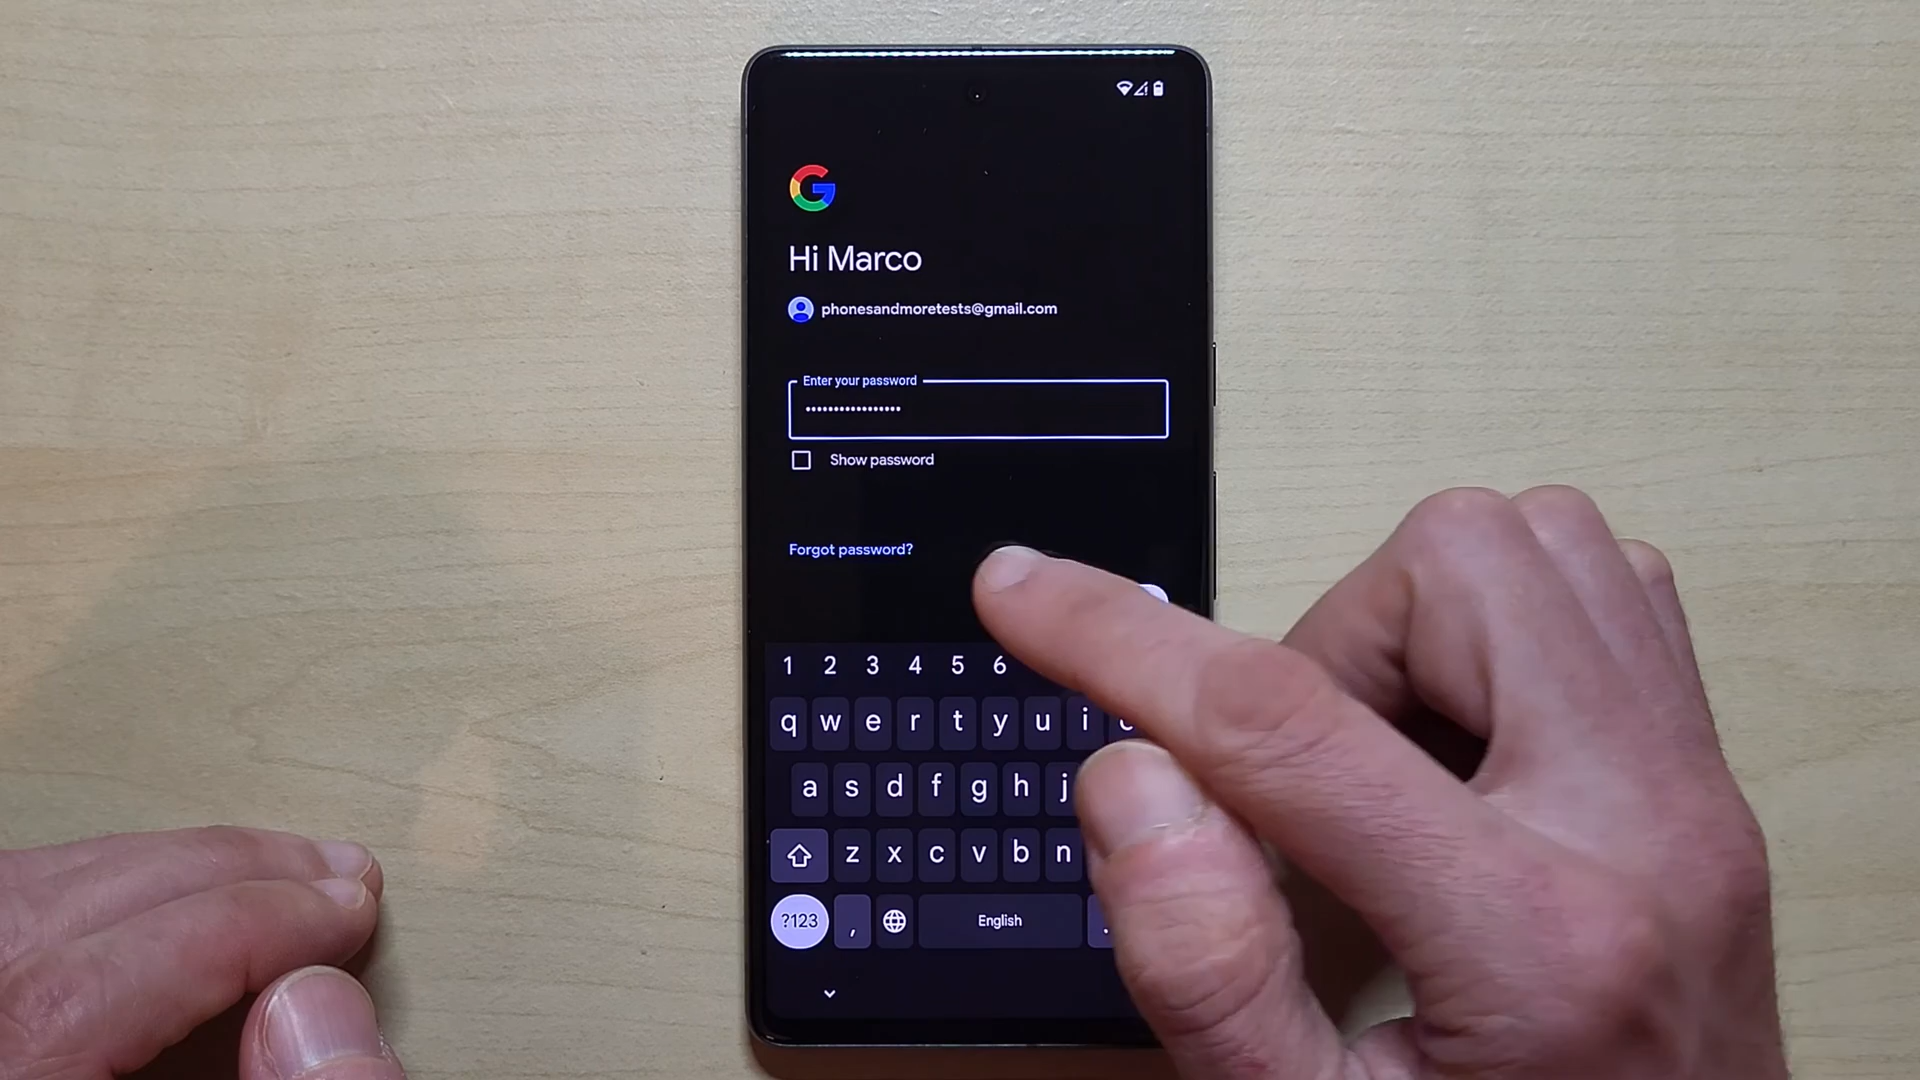 Hi Marco
phonesandmoretests@gmail.com
Enter your password
•••••••••••••••••
Show password
Forgot password?
1 2 3 4 5 6
q w e r t y u i
a s d f g h j
z x c v b n
?123 , English .